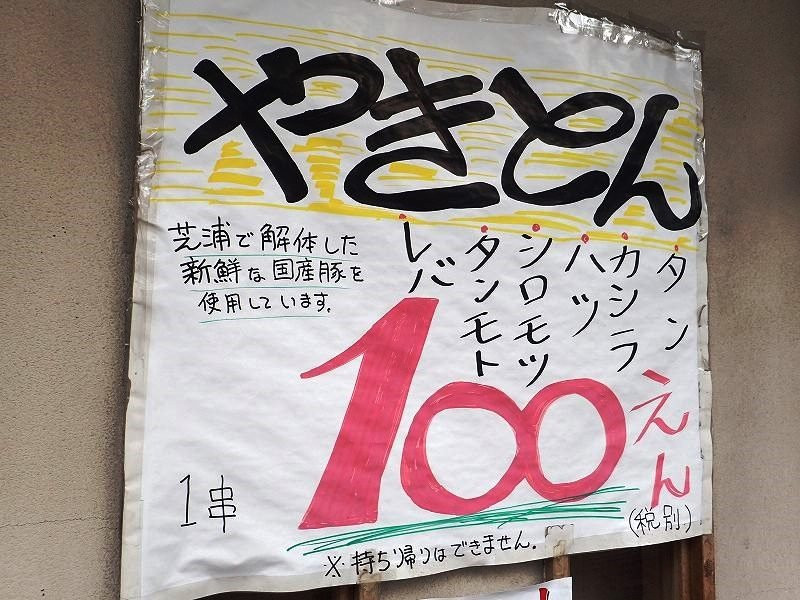 やきとん
タン
カシラ
ハツ
シロモツ
タンモト
レバ
芝浦で解体した
新鮮な国産豚を
使用しています。
1串
100えん
(税別)
※持ち帰りはできません。